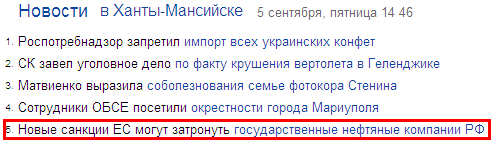 Новости в Ханты-Мансийске 5 сентября, пятница 14 46
1. Роспотребнадзор запретил импорт всех украинских конфет
2. СК завел уголовное дело по факту крушения вертолета в Геленджике
3. Матвиенко выразила соболезнования семье фотокора Стенина
4. Сотрудники ОБСЕ посетили окрестности города Мариуполя
5. Новые санкции ЕС могут затронуть государственные нефтяные компании РФ